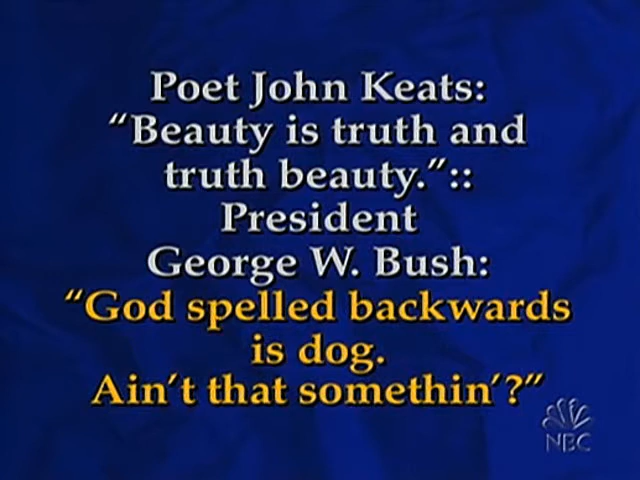 Poet John Keats:
“Beauty is truth and
truth beauty.”::
President
George W. Bush:
“God spelled backwards
is dog.
Ain’t that somethin’?”
NBC